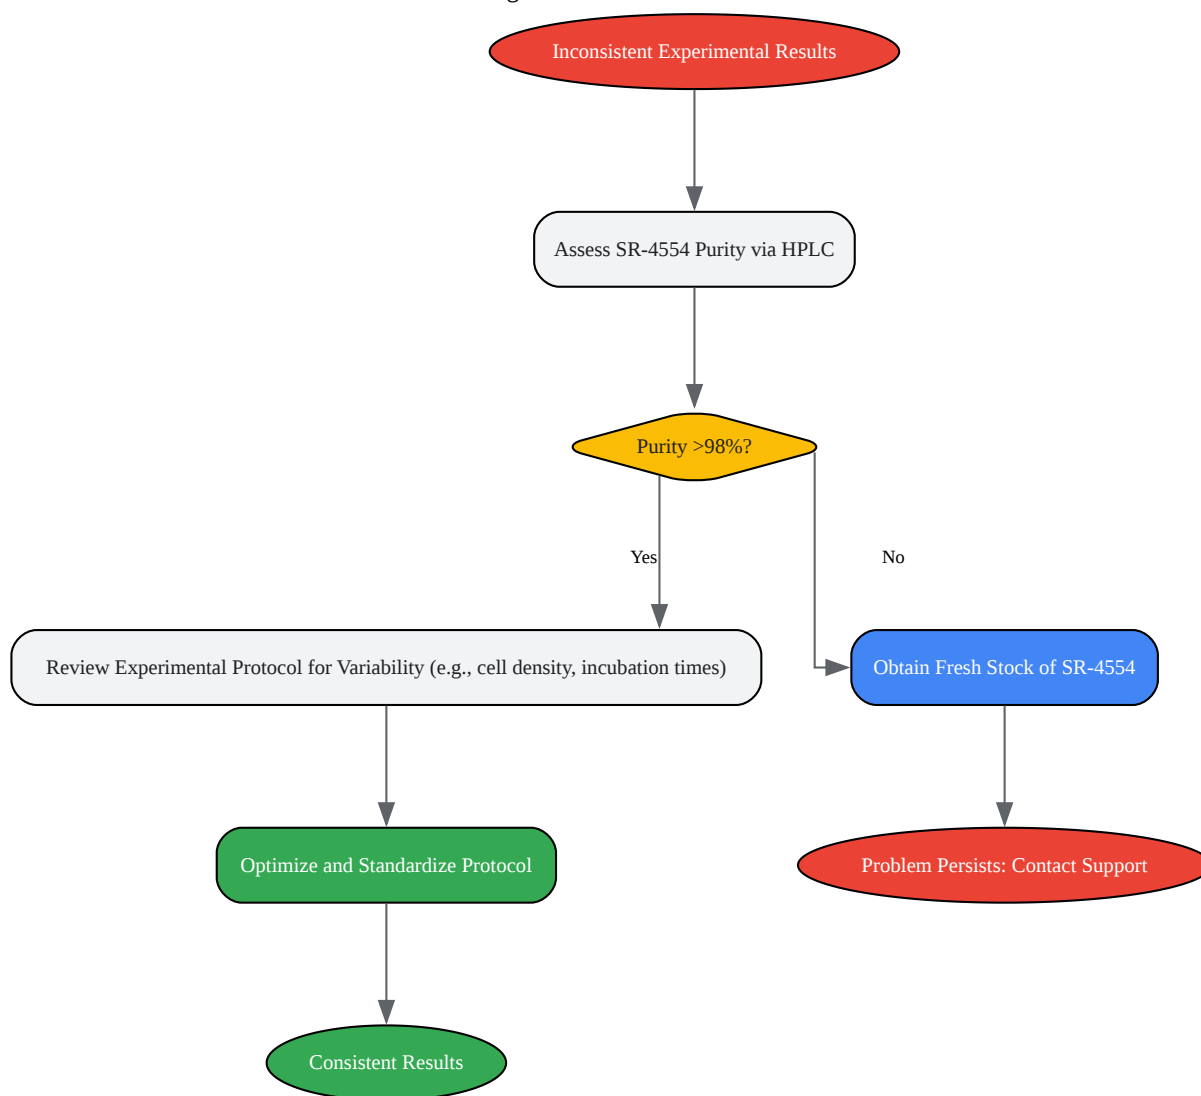 Inconsistent Experimental Results
Assess SR-4554 Purity via HPLC
Purity >98%?
Yes
No
Review Experimental Protocol for Variability (e.g., cell density, incubation times)
Obtain Fresh Stock of SR-4554
Optimize and Standardize Protocol
Problem Persists: Contact Support
Consistent Results